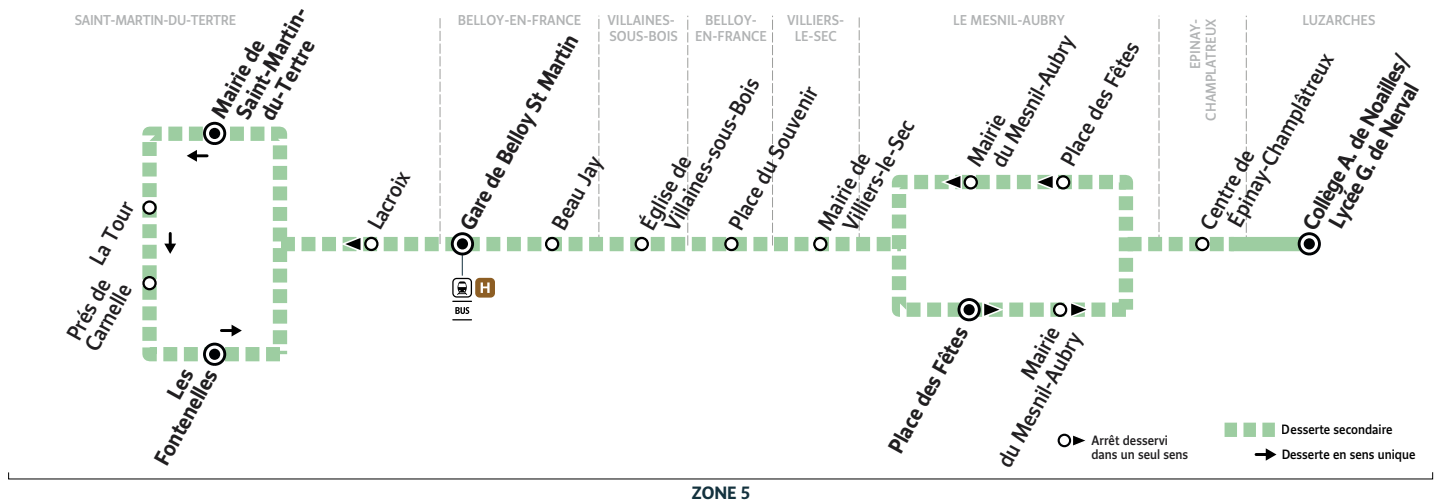 SAINT-MARTIN-DU-TERTRE
BELLOY-EN-FRANCE
VILLAINES-
SOUS-BOIS
BELLOY-
EN-FRANCE
VILLIERS-
LE-SEC
LE MESNIL-AUBRY
EPINAY-
CHAMPLATREUX
LUZARCHES
Mairie de
Saint-Martin-
du-Tertre
La Tour
Prés de
Carnelle
Les
Fontenelles
Lacroix
Gare de Belloy St Martin
H
BUS
Beau Jay
Église de
Villaines-sous-Bois
Place du Souvenir
Mairie de
Villiers-le-Sec
Mairie
du Mesnil-Aubry
Place des Fêtes
Place des Fêtes
Mairie
du Mesnil-Aubry
Centre de
Épinay-Champlâtreux
Collège A. de Noailles/
Lycée G. de Nerval
Arrêt desservi
dans un seul sens
Desserte secondaire
Desserte en sens unique
ZONE 5